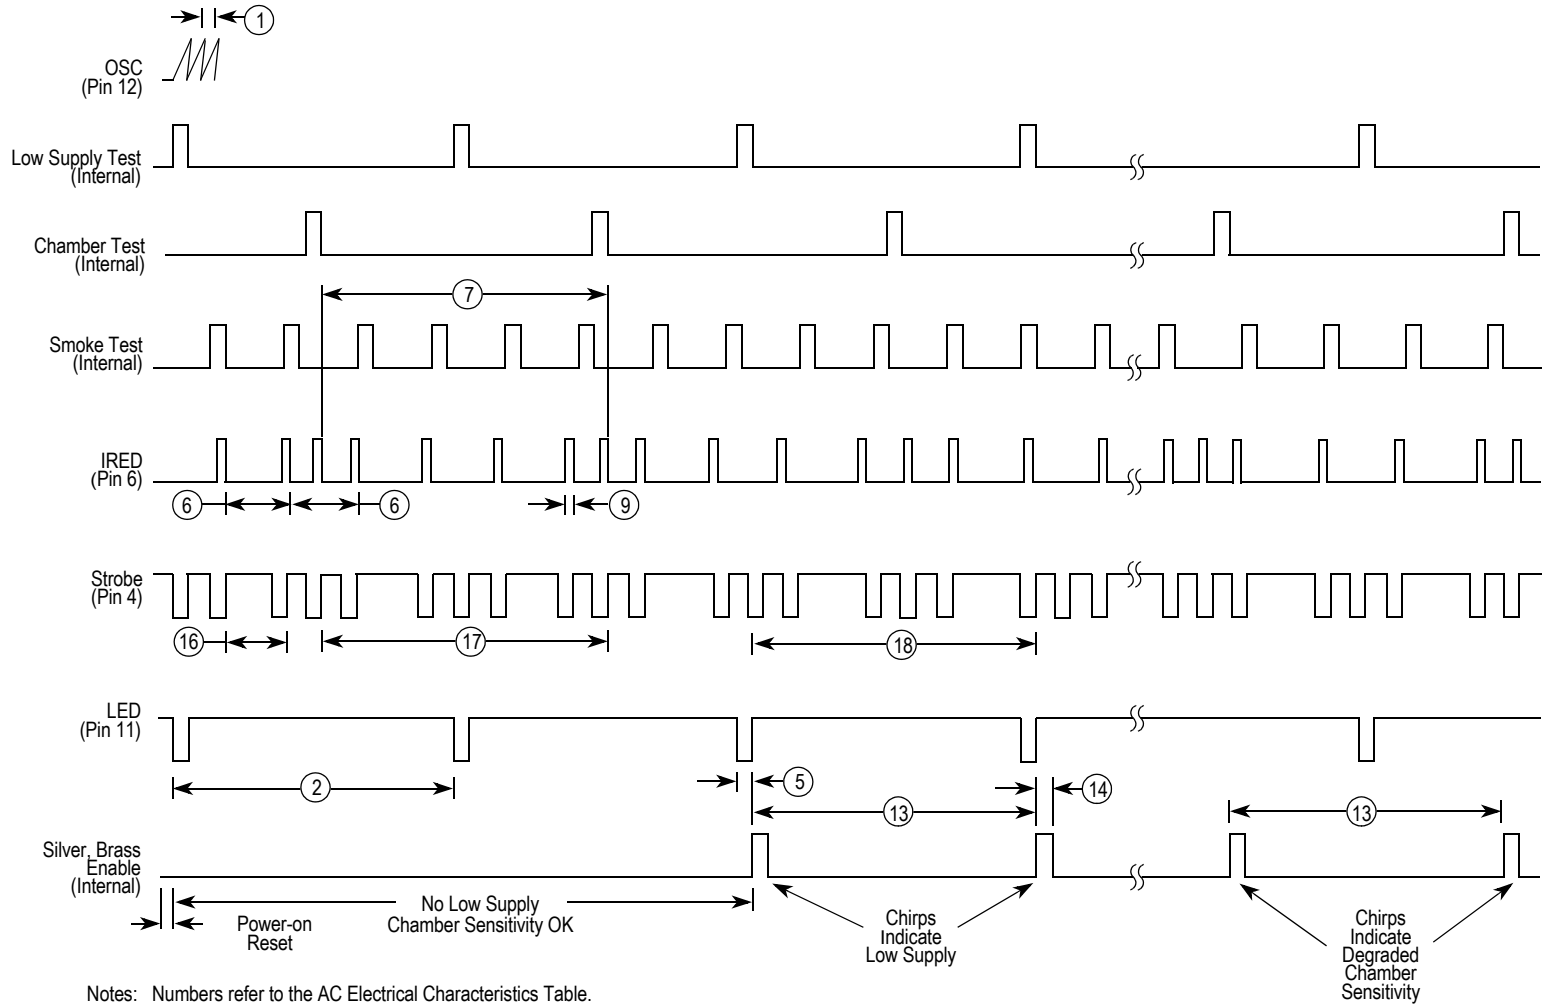 1
OSC
(Pin 12)
Low Supply Test
(Internal)
Chamber Test
(Internal)
7
Smoke Test
(Internal)
IRED
(Pin 6)
6
6
9
Strobe
(Pin 4)
16
17
18
LED
(Pin 11)
2
5
14
13
13
Silver, Brass
Enable
(Internal)
Power-on
Reset
No Low Supply
Chamber Sensitivity OK
Chirps
Indicate
Low Supply
Chirps
Indicate
Degraded
Chamber
Sensitivity
Notes: Numbers refer to the AC Electrical Characteristics Table.